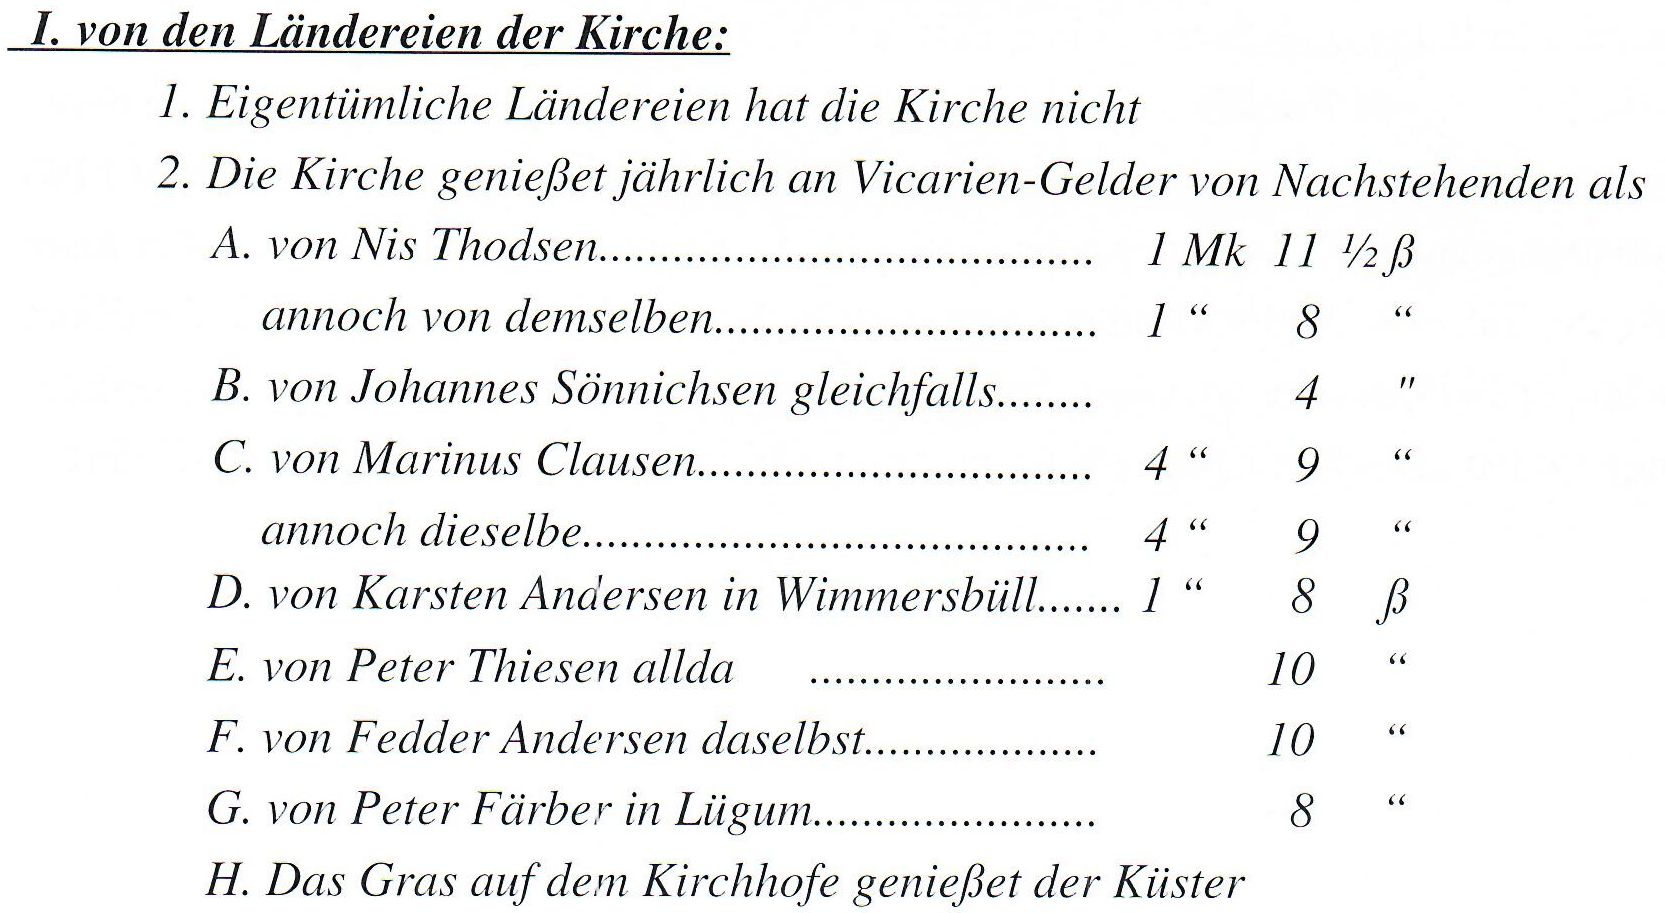 I. von den Ländereien der Kirche:
1. Eigentümliche Ländereien hat die Kirche nicht
2. Die Kirche genießet jährlich an Vicarien-Gelder von Nachstehenden als
A. von Nis Thodsen........................................ 1 Mk 11 ½ ß
annoch von demselben............................... 1 “ 8 “
B. von Johannes Sönnichsen gleichfalls........ 4 "
C. von Marinus Clausen................................ 4 “ 9 “
annoch dieselbe......................................... 4 “ 9 “
D. von Karsten Andersen in Wimmersbüll....... 1 “ 8 ß
E. von Peter Thiesen allda ........................ 10 “
F. von Fedder Andersen daselbst................... 10 “
G. von Peter Färber in Lügum....................... 8 “
H. Das Gras auf dem Kirchhofe genießet der Küster